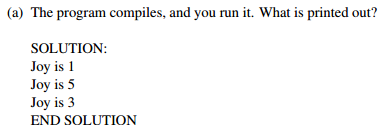 (a) The program compiles, and you run it. What is printed out?
SOLUTION:
Joy is 1
Joy is 5
Joy is 3
END SOLUTION